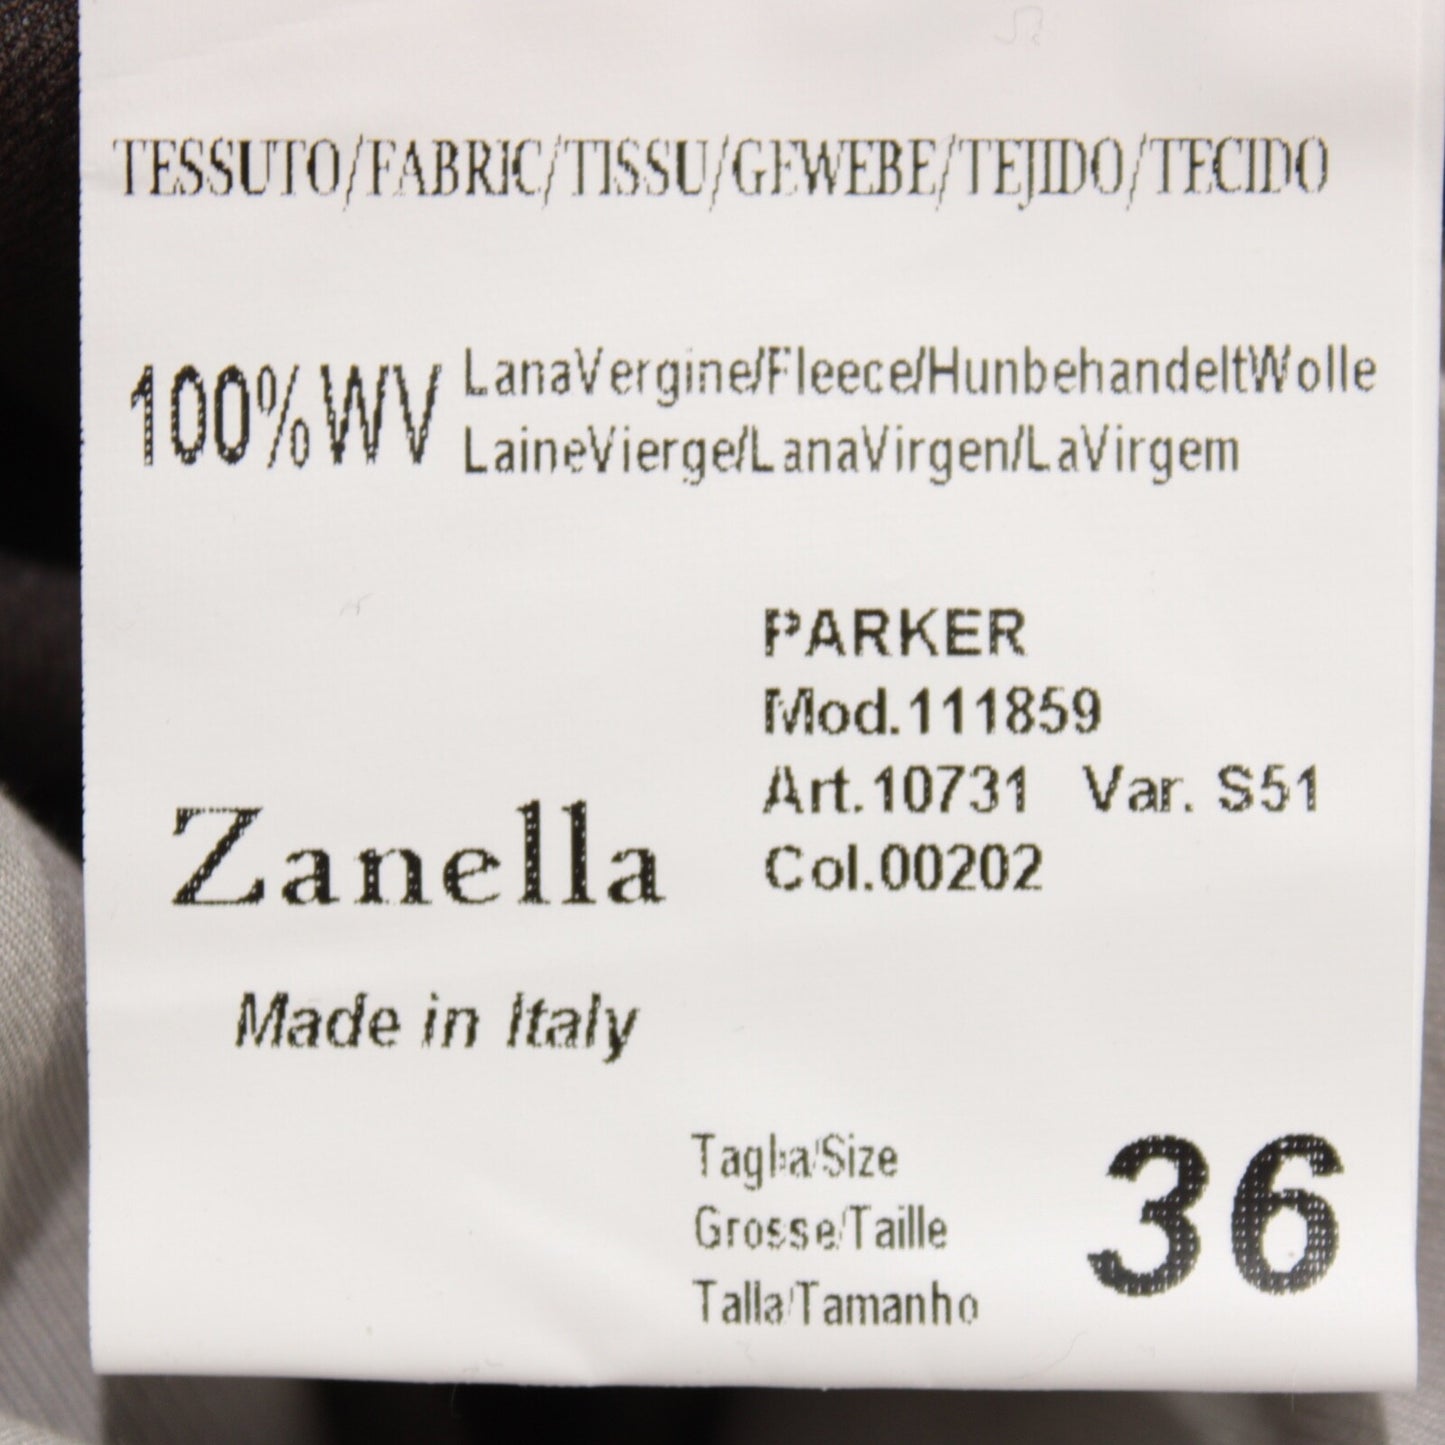 TESSUTO/FABRIC/TISSU/GEWEBE/TEJIDO/TECIDO
100%WV LanaVergine/Fleece/HunbehandeltWolle
LaineVierge/LanaVirgen/LaVirgem
PARKER
Mod.111859
Art.10731 Var. S51
Col.00202
Zanella
Made in Italy
Taglia/Size
Grosse/Taille
Talla/Tamanho
36